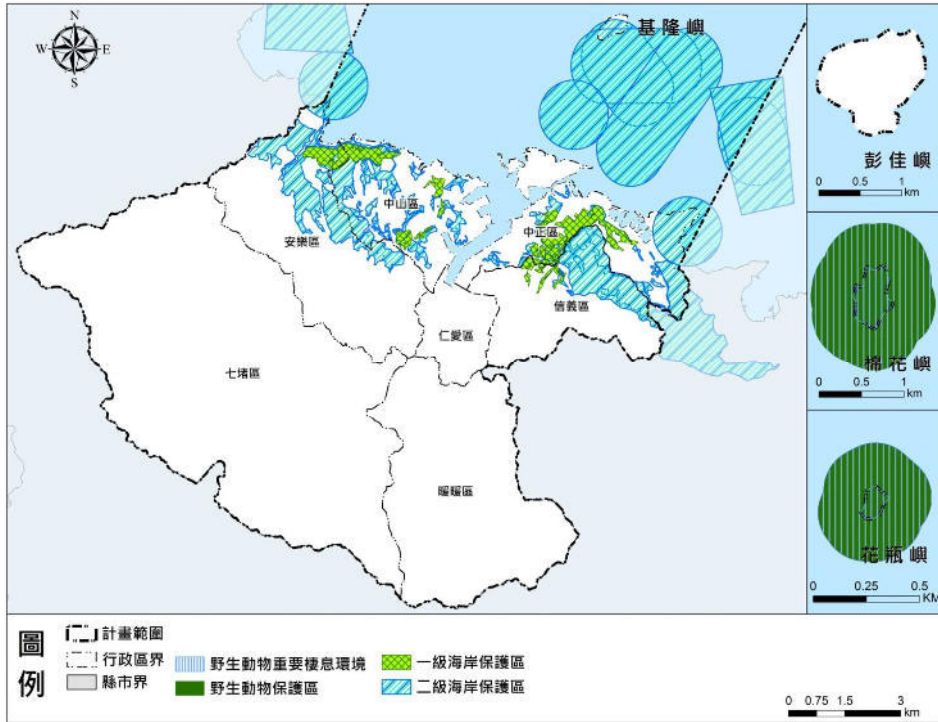 N
W
E
S
基隆嶼
中山區
安樂區
中正區
信義區
仁愛區
七堵區
暖暖區
彭佳嶼
0 0.5 1
km
棉花嶼
0 0.5 1
km
花瓶嶼
0 0.25 0.5
KM
圖例
計畫範圍
行政區界
縣市界
野生動物重要棲息環境
野生動物保護區
一級海岸保護區
二級海岸保護區
0 0.75 1.5 3
km